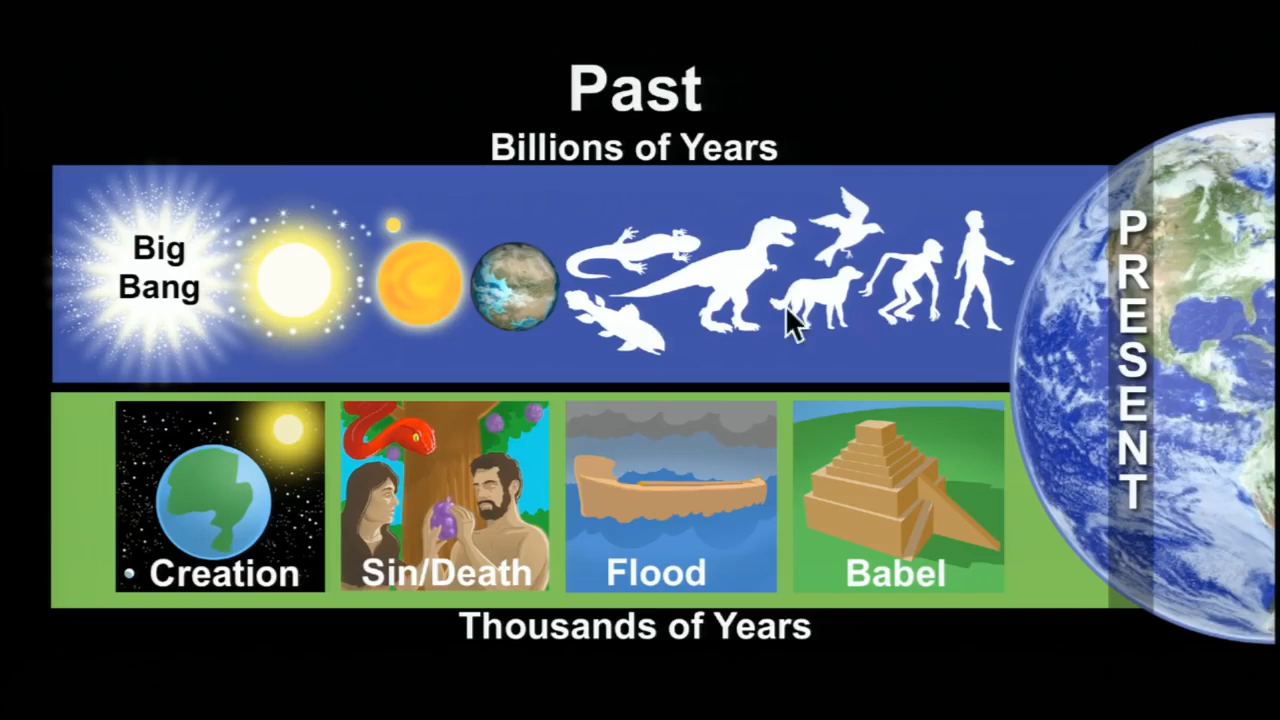 Past
Billions of Years
Big
Bang
PRESENT
Creation
Sin/Death
Flood
Babel
Thousands of Years